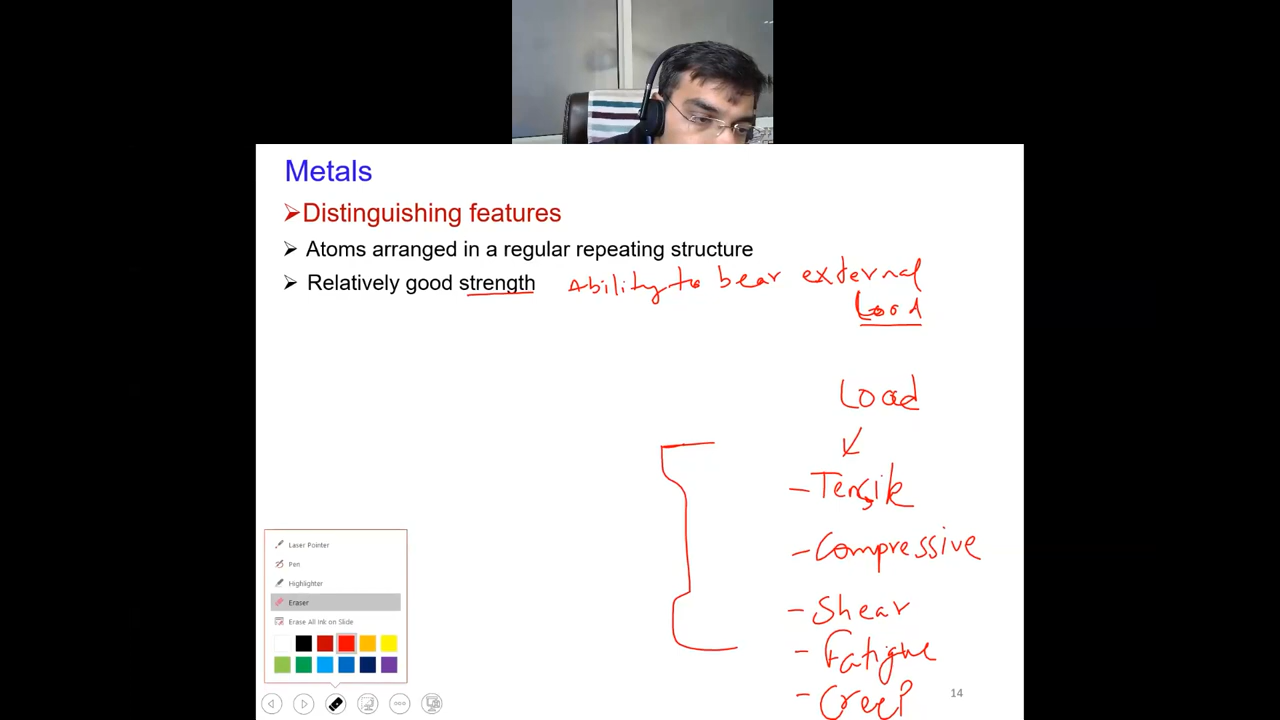 Metals
➢Distinguishing features
➢ Atoms arranged in a regular repeating structure
➢ Relatively good strength Ability to bear external
Load
Load
- Tensile
- Compressive
- Shear
- Fatigue
- Creep
Laser Pointer
Pen
Highlighter
Eraser
Erase All Ink on Slide
14